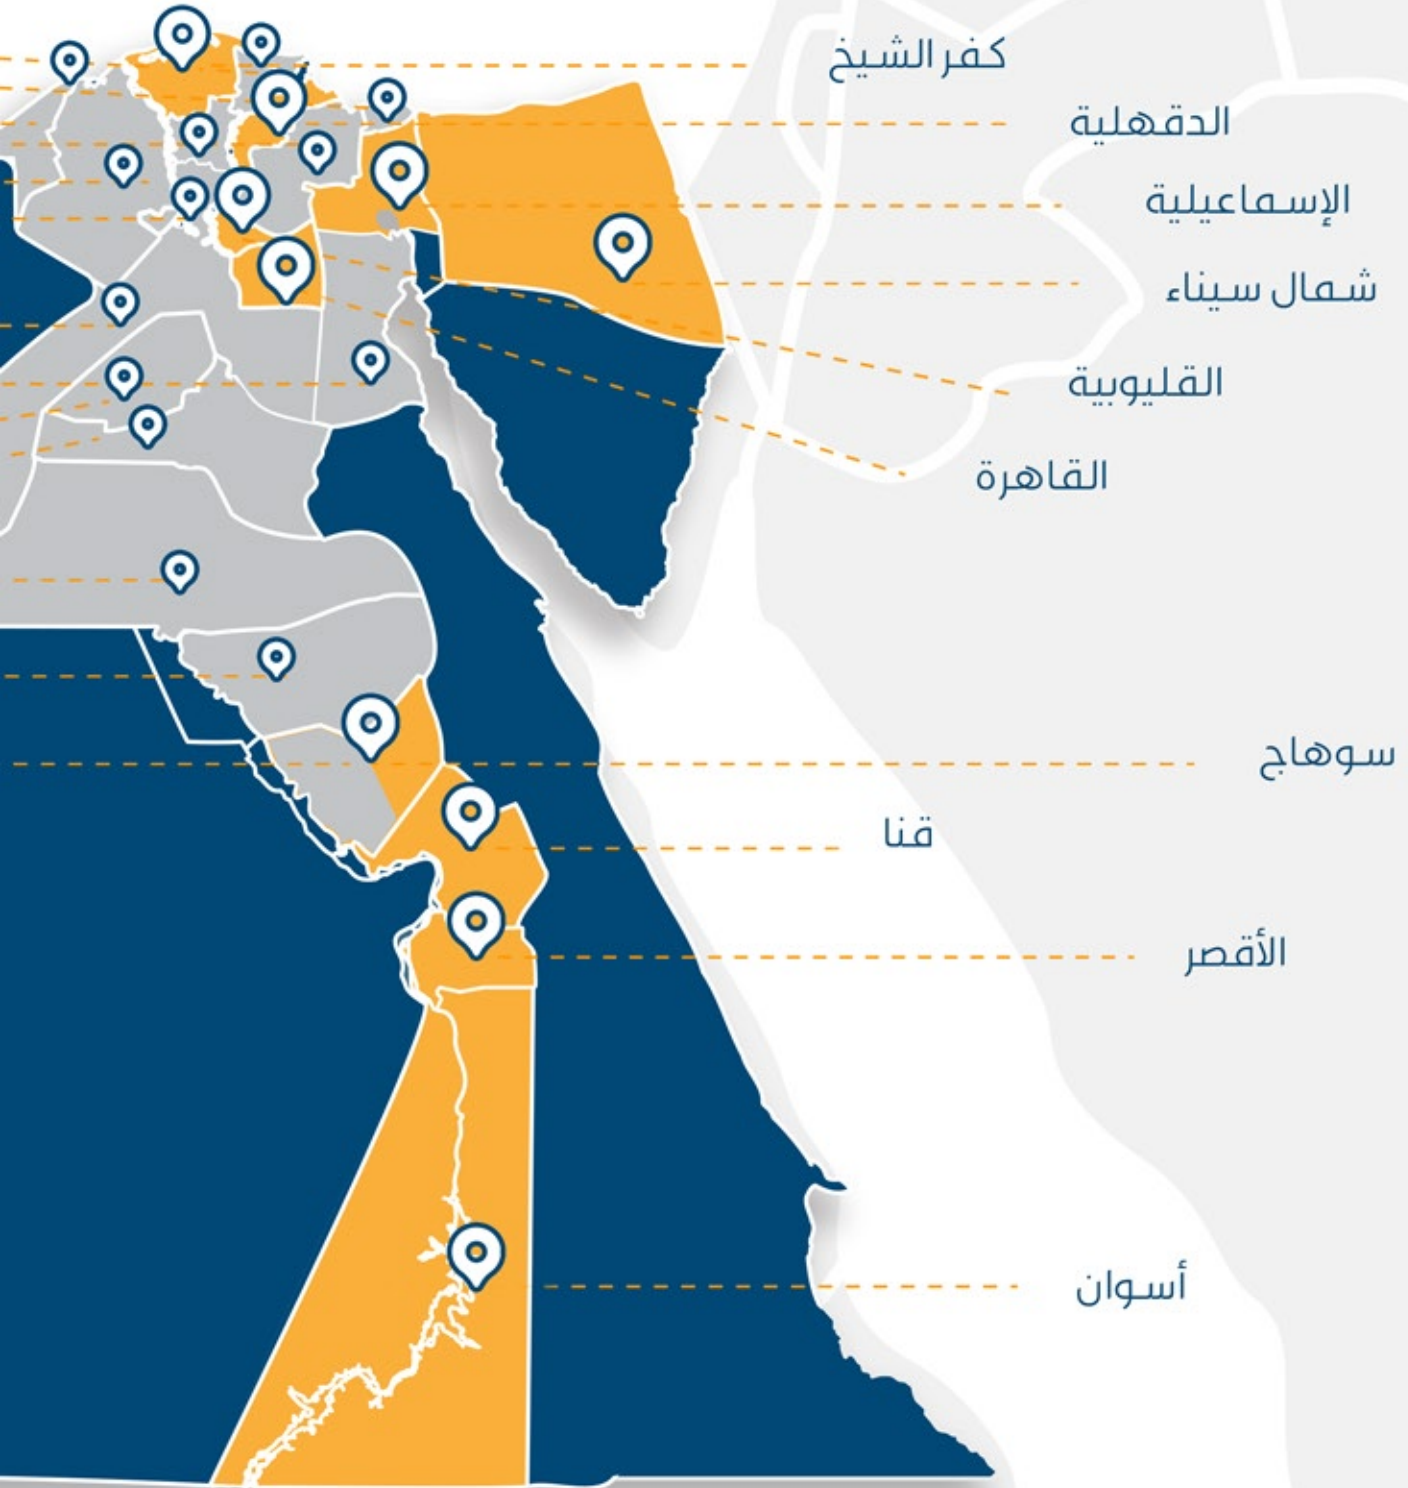 كفر الشيخ
الدقهلية
الإسماعيلية
شمال سيناء
القليوبية
القاهرة
سوهاج
قنا
الأقصر
أسوان